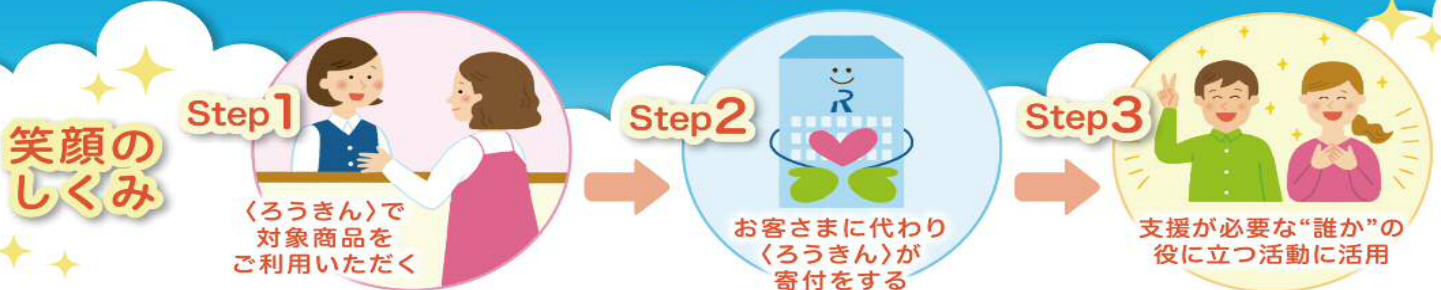 笑顔の
しくみ
Step1
〈ろうきん〉で
対象商品を
ご利用いただく
Step2
R
お客さまに代わり
〈ろうきん〉が
寄付をする
Step3
支援が必要な“誰か”の
役に立つ活動に活用